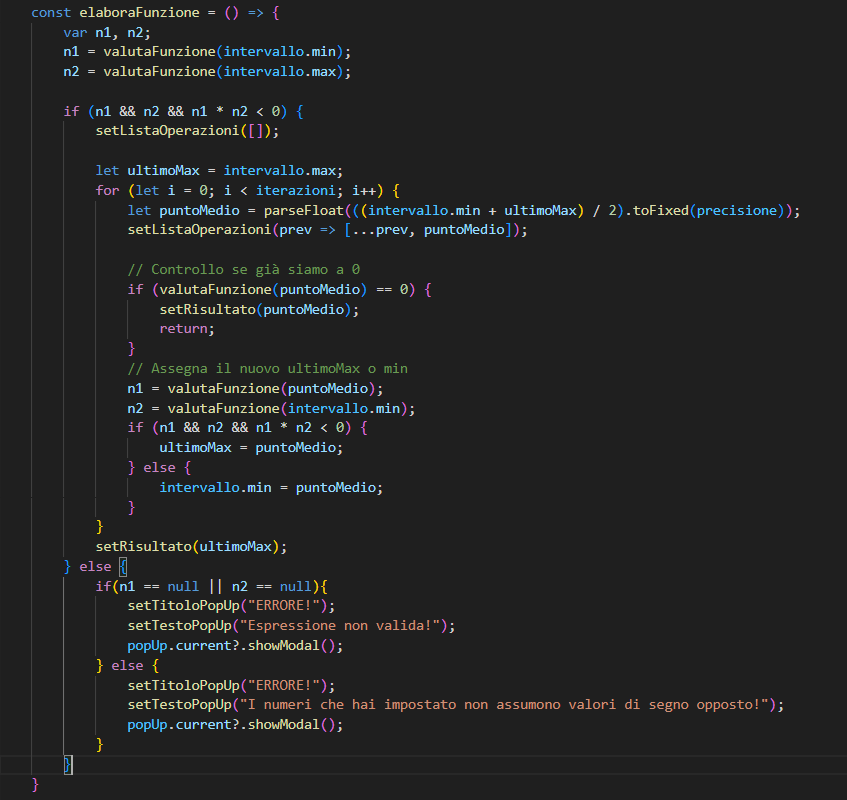 const elaboraFunzione = () => {
var n1, n2;
n1 = valutaFunzione(intervallo.min);
n2 = valutaFunzione(intervallo.max);
if (n1 && n2 && n1 * n2 < 0) {
setListaOperazioni([]);
let ultimoMax = intervallo.max;
for (let i = 0; i < iterazioni; i++) {
let puntoMedio = parseFloat(((intervallo.min + ultimoMax) / 2).toFixed(precisione));
setListaOperazioni(prev => [...prev, puntoMedio]);
// Controllo se già siamo a 0
if (valutaFunzione(puntoMedio) == 0) {
setRisultato(puntoMedio);
return;
}
// Assegna il nuovo ultimoMax o min
n1 = valutaFunzione(puntoMedio);
n2 = valutaFunzione(intervallo.min);
if (n1 && n2 && n1 * n2 < 0) {
ultimoMax = puntoMedio;
} else {
intervallo.min = puntoMedio;
}
}
setRisultato(ultimoMax);
} else {
if(n1 == null || n2 == null){
setTitoloPopUp("ERRORE!");
setTestoPopUp("Espressione non valida!");
popUp.current?.showModal();
} else {
setTitoloPopUp("ERRORE!");
setTestoPopUp("I numeri che hai impostato non assumono valori di segno opposto!");
popUp.current?.showModal();
}
}
}